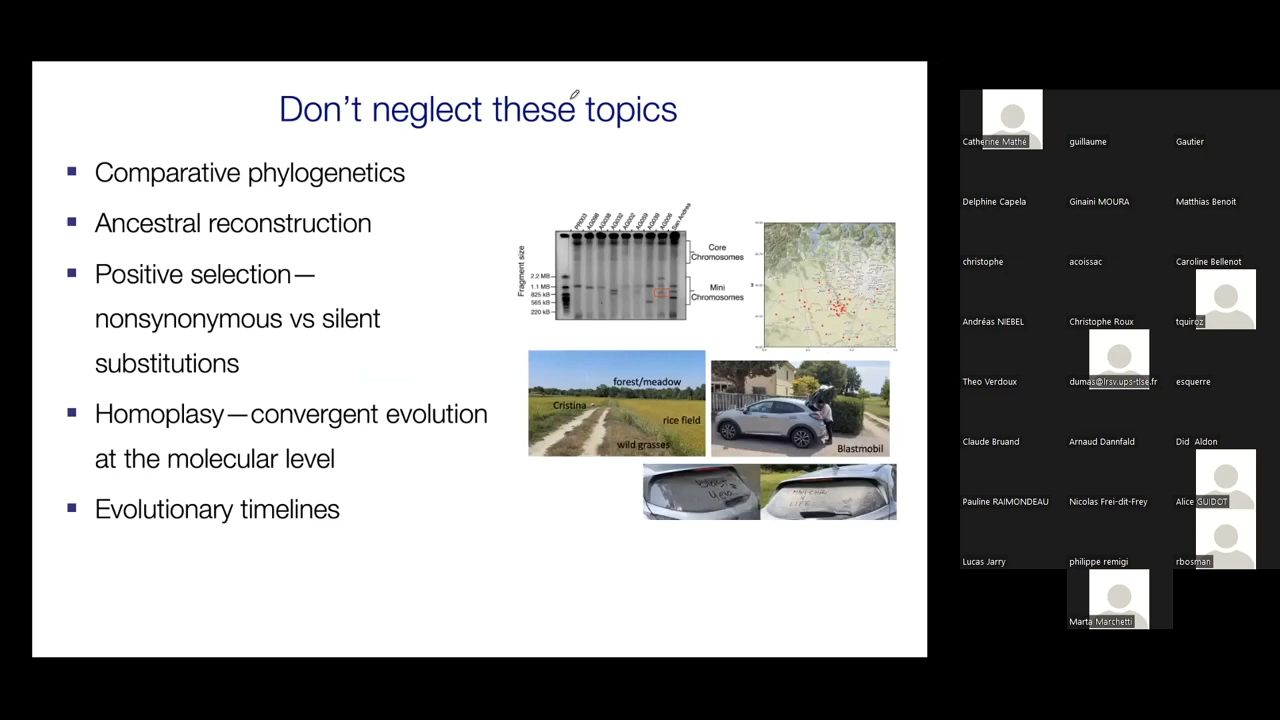 Don't neglect these topics
Comparative phylogenetics
Ancestral reconstruction
Positive selection—
nonsynonymous vs silent
substitutions
Homoplasy—convergent evolution
at the molecular level
Evolutionary timelines
San Andrea
Fragment size
2.2 MB
1.1 MB
825 kB
565 kB
220 kB
Core
Chromosomes
Mini
Chromosomes
forest/meadow
Cristina
rice field
wild grasses
Blastmobil
Catherine Mathé
guillaume
Gautier
Delphine Capela
Ginaini MOURA
Matthias Benoit
christophe
acoissac
Caroline Bellenot
Andréas NIEBEL
Christophe Roux
tquiroz
Theo Verdoux
dumas@lrsv.ups-tlse.fr
esquerre
Claude Bruand
Arnaud Dannfald
Did Aldon
Pauline RAIMONDEAU
Nicolas Frei-dit-Frey
Alice GUIDOT
Lucas Jarry
philippe remigi
rbosman
Marta Marchetti